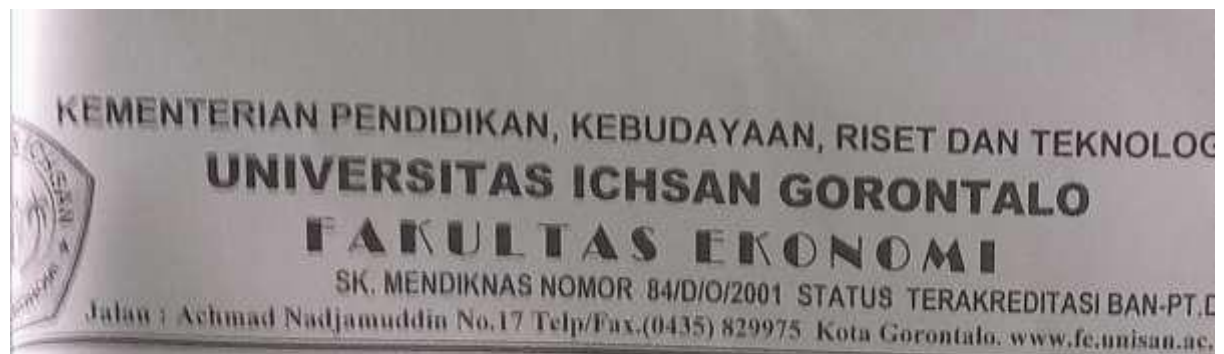 KEMENTERIAN PENDIDIKAN, KEBUDAYAAN, RISET DAN TEKNOLOG
UNIVERSITAS ICHSAN GORONTALO
FAKULTAS EKONOMI
SK. MENDIKNAS NOMOR 84/D/O/2001 STATUS TERAKREDITASI BAN-PT.D
Jalan : Achmad Nadjamuddin No.17 Telp/Fax.(0435) 829975 Kota Gorontalo. www.fe.unisan.ac.